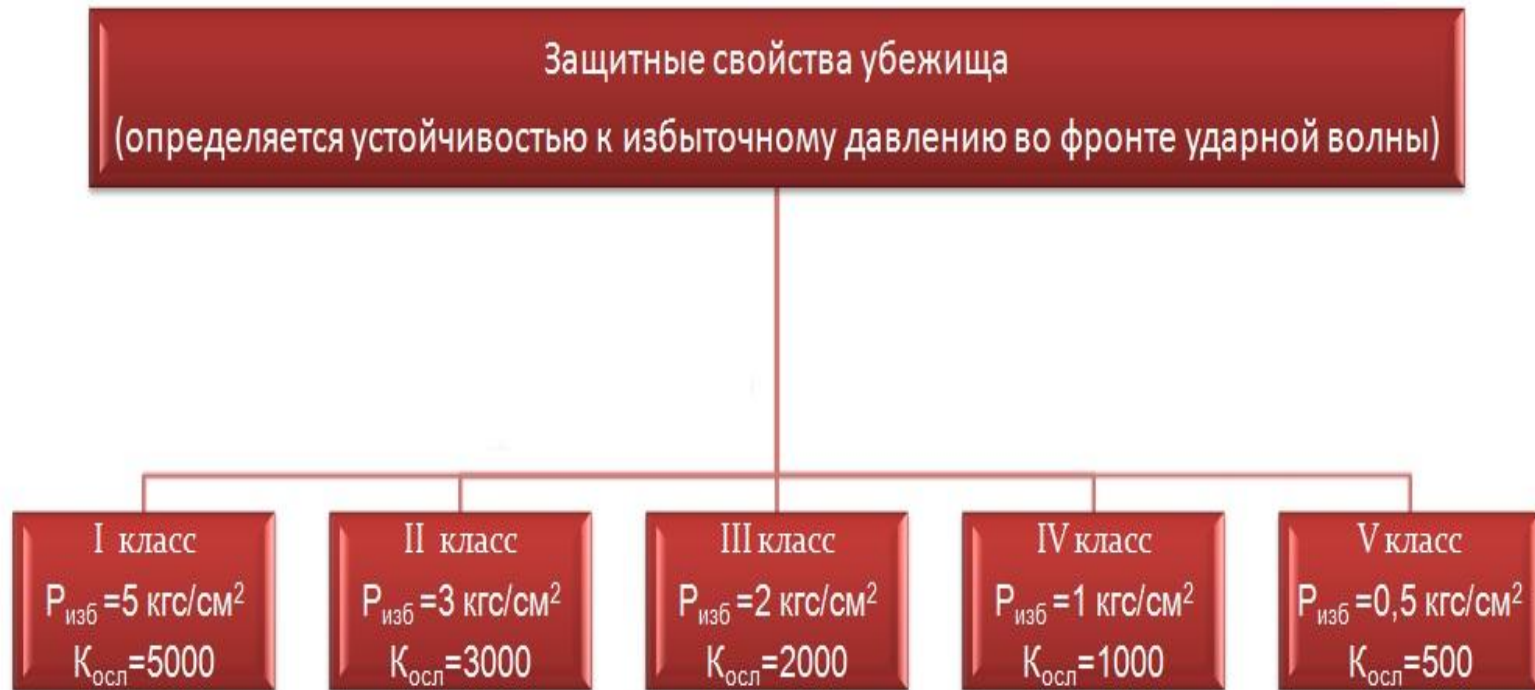 Защитные свойства убежища
(определяется устойчивостью к избыточному давлению во фронте ударной волны)
I класс
Pизб =5 кгс/см²
Kосл=5000
II класс
Pизб =3 кгс/см²
Kосл=3000
III класс
Pизб =2 кгс/см²
Kосл=2000
IV класс
Pизб =1 кгс/см²
Kосл=1000
V класс
Pизб =0,5 кгс/см²
Kосл=500